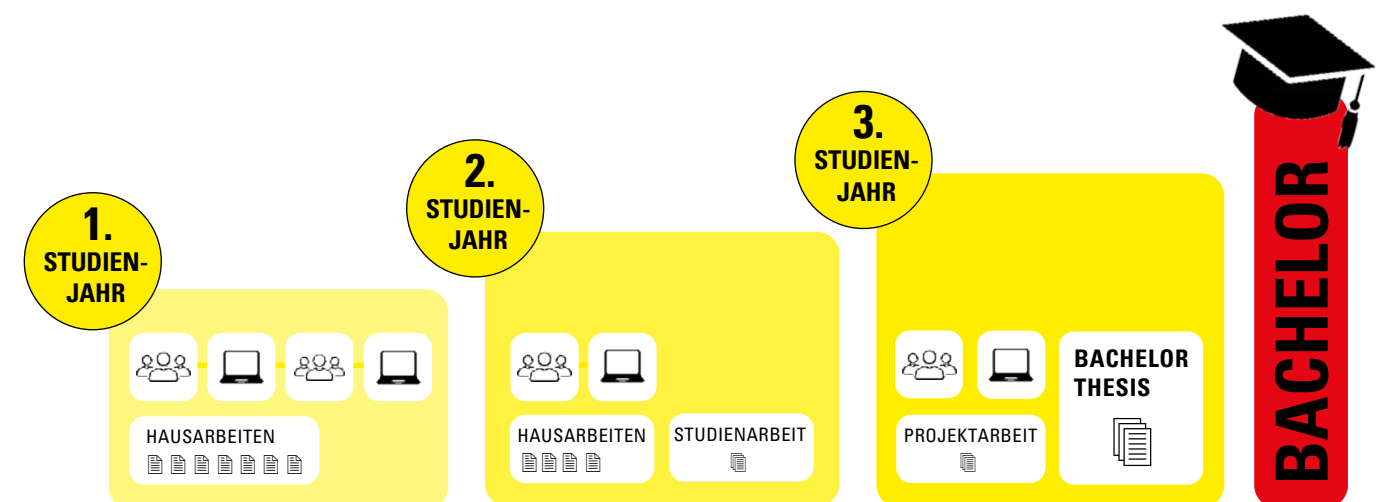 1.
STUDIEN-
JAHR
HAUSARBEITEN
2.
STUDIEN-
JAHR
HAUSARBEITEN
STUDIENARBEIT
3.
STUDIEN-
JAHR
PROJEKTARBEIT
BACHELOR
THESIS
BACHELOR